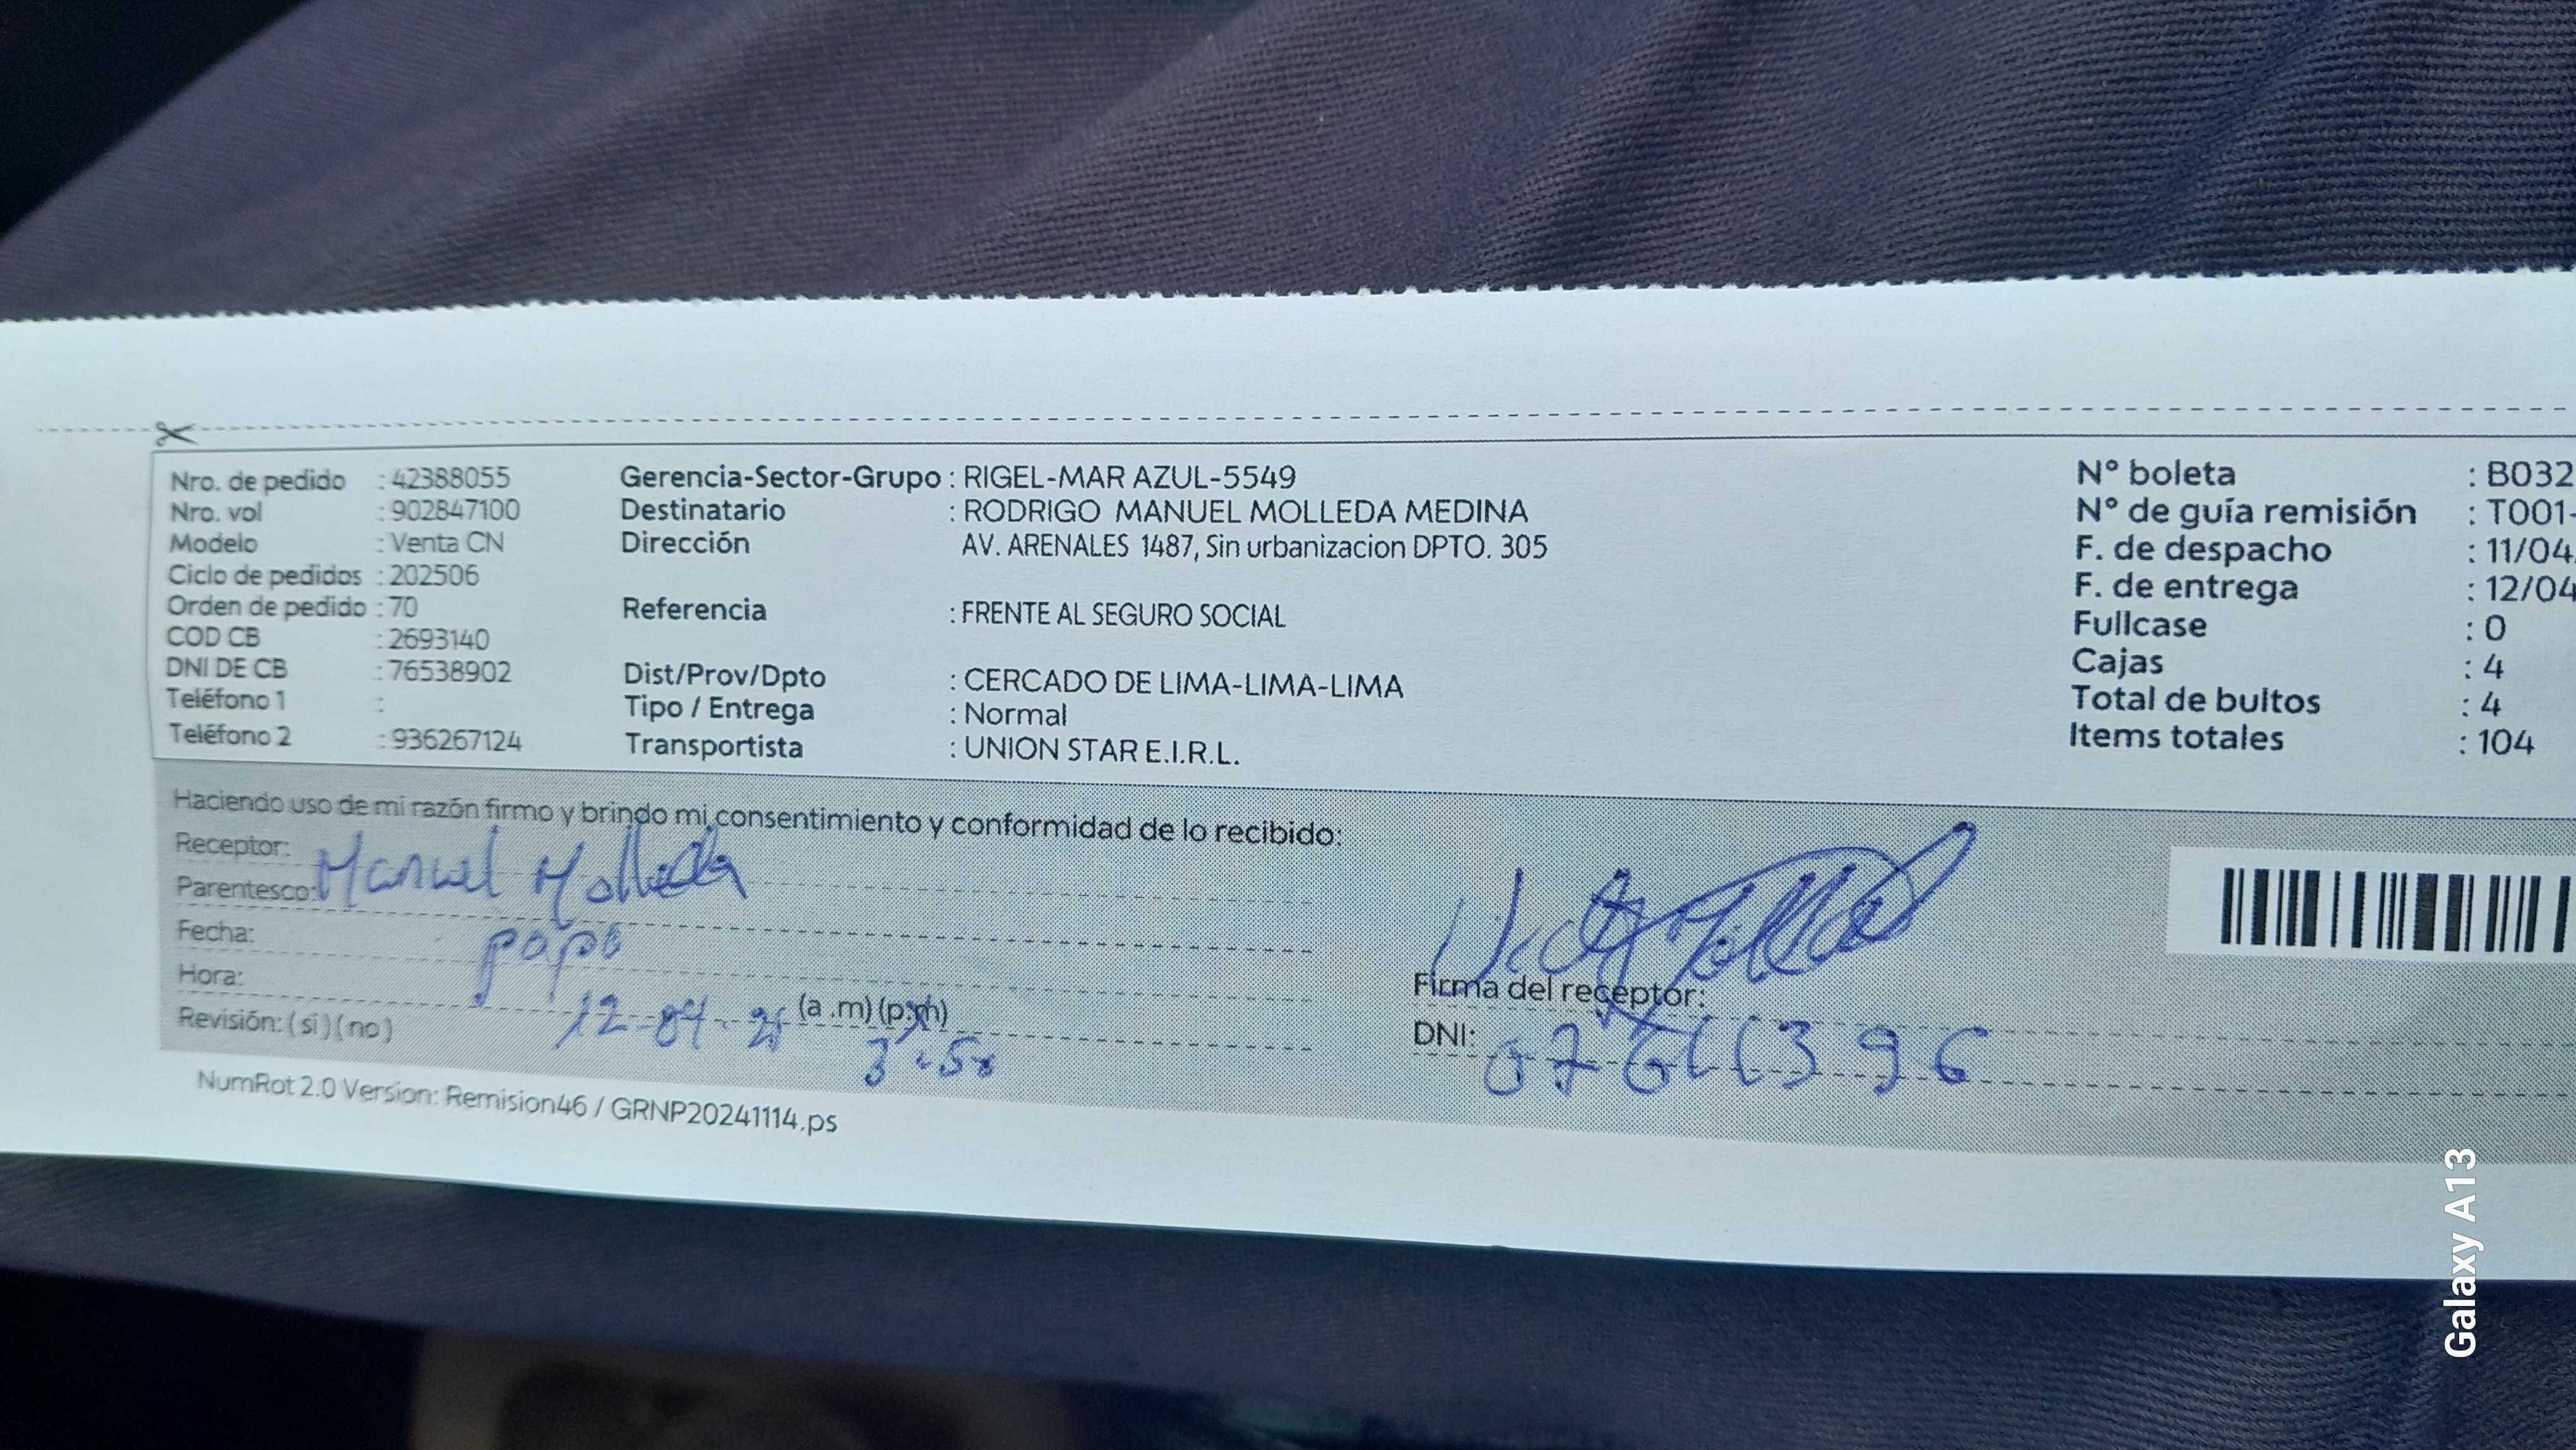 Nro. de pedido : 42388055
Nro. vol : 902847100
Modelo : Venta CN
Ciclo de pedidos : 202506
Orden de pedido : 70
COD CB : 2693140
DNI DE CB : 76538902
Teléfono 1 :
Teléfono 2 : 936267124
Gerencia-Sector-Grupo : RIGEL-MAR AZUL-5549
Destinatario : RODRIGO MANUEL MOLLEDA MEDINA
Dirección AV. ARENALES 1487, Sin urbanizacion DPTO. 305
Referencia : FRENTE AL SEGURO SOCIAL
Dist/Prov/Dpto : CERCADO DE LIMA-LIMA-LIMA
Tipo / Entrega : Normal
Transportista : UNION STAR E.I.R.L.
N° boleta : B032
N° de guía remisión : T001-
F. de despacho : 11/04
F. de entrega : 12/04
Fullcase : 0
Cajas : 4
Total de bultos : 4
Items totales : 104
Haciendo uso de mi razón firmo y brindo mi consentimiento y conformidad de lo recibido:
Receptor: Manuel Molleda
Parentesco: papa
Fecha: 12-04-25
Hora: (a .m) (p.m)
Revisión: ( si ) ( no )
Firma del receptor:
DNI:
NumRot 2.0 Version: Remision46 / GRNP20241114.ps
Galaxy A13